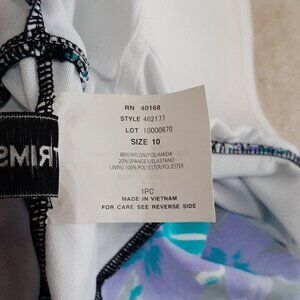 RN 40168
STYLE 462177
LOT 10000670
SIZE 10
80% NYLON/POLIAMIDA
20% SPANDEX/ELASTANO
LINING 100% POLYESTER/POLIESTER
1PC
MADE IN VIETNAM
FOR CARE SEE REVERSE SIDE
TRIMS